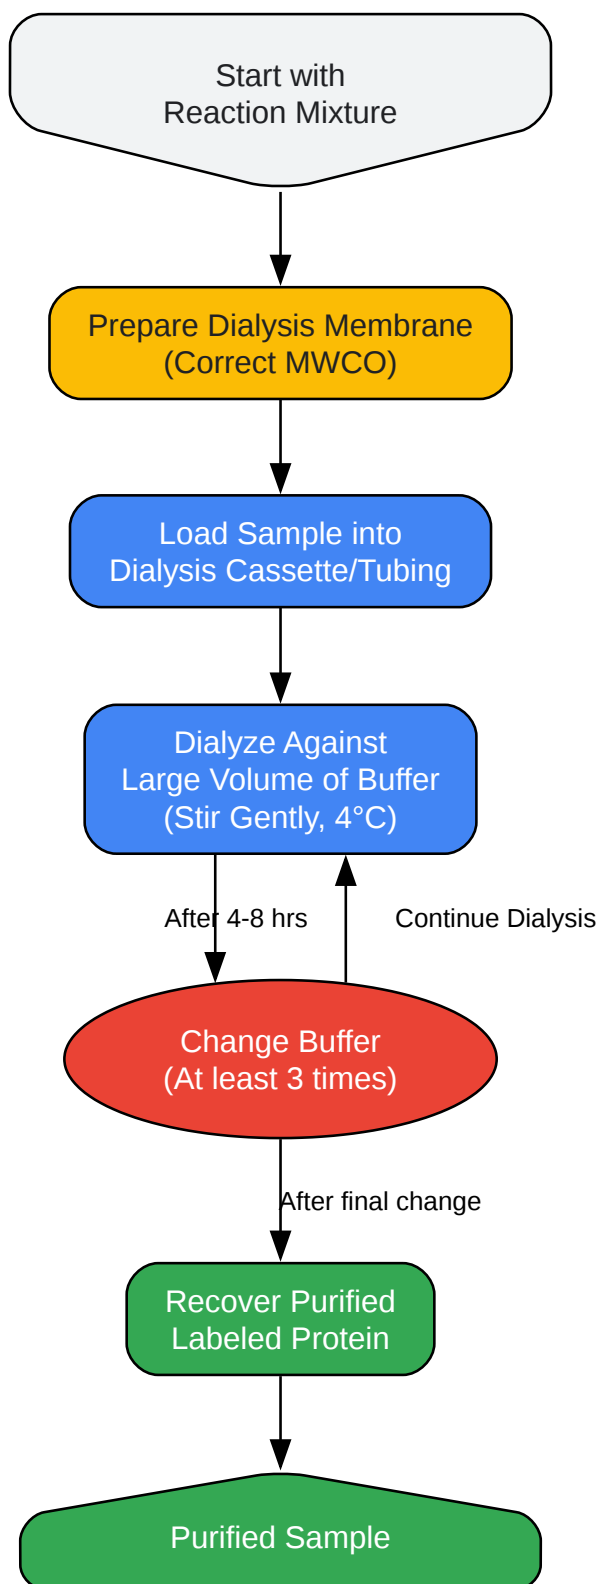 Start with
Reaction Mixture
Prepare Dialysis Membrane
(Correct MWCO)
Load Sample into
Dialysis Cassette/Tubing
Dialyze Against
Large Volume of Buffer
(Stir Gently, 4°C)
After 4-8 hrs
Continue Dialysis
Change Buffer
(At least 3 times)
After final change
Recover Purified
Labeled Protein
Purified Sample